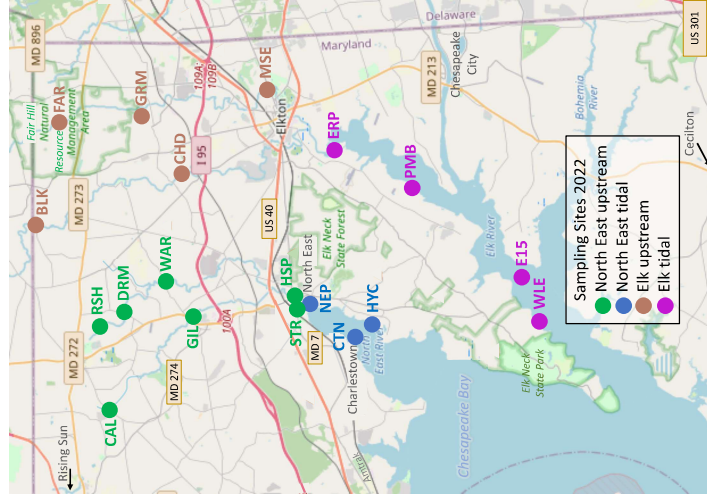 MD 896
Delaware
US 301
Maryland
Fair Hill
Natural
Resource
Management
Area
FAR
GRM
109A;
109B
MSE
MD 213
Chesapeake
City
Bohemia
River
Elkton
ERP
Cecilton
BLK
MD 273
CHD
I 95
PMB
US 40
Elk Neck
State Forest
Elk River
RSH
DRM
WAR
GIL
HSP
North East
NEP
STR
E15
WLE
MD 272
MD 274
100A
MD 7
CTN
HYC
North
East River
Charlestown
Elk Neck
State Park
CAL
Rising Sun
Amtrak
Chesapeake Bay
Sampling Sites 2022
North East upstream
North East tidal
Elk upstream
Elk tidal